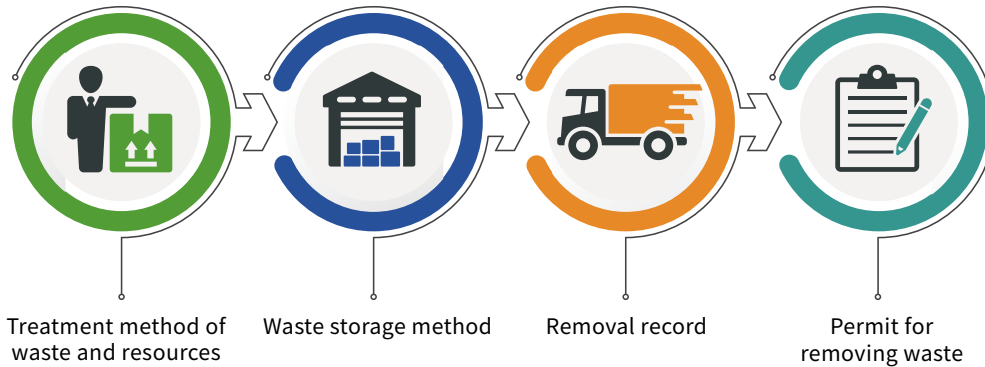 Treatment method of
waste and resources
Waste storage method
Removal record
Permit for
removing waste